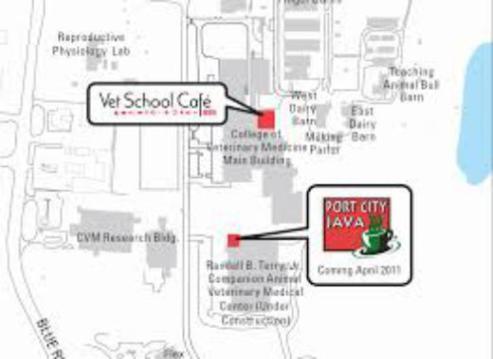 Reproductive
Physiology Lab
Teaching
Animal Bull
Barn
Vet School Café
West
Dairy
Barn
East
Dairy
Barn
Milking
Parlor
College of
Veterinary Medicine
Main Building
PORT CITY
JAVA
Coming April 2011
CVM Research Bldg.
Randall B. Terry, Jr.
Companion Animal
Veterinary Medical
Center (Under
Construction)
BLUE R
Flex